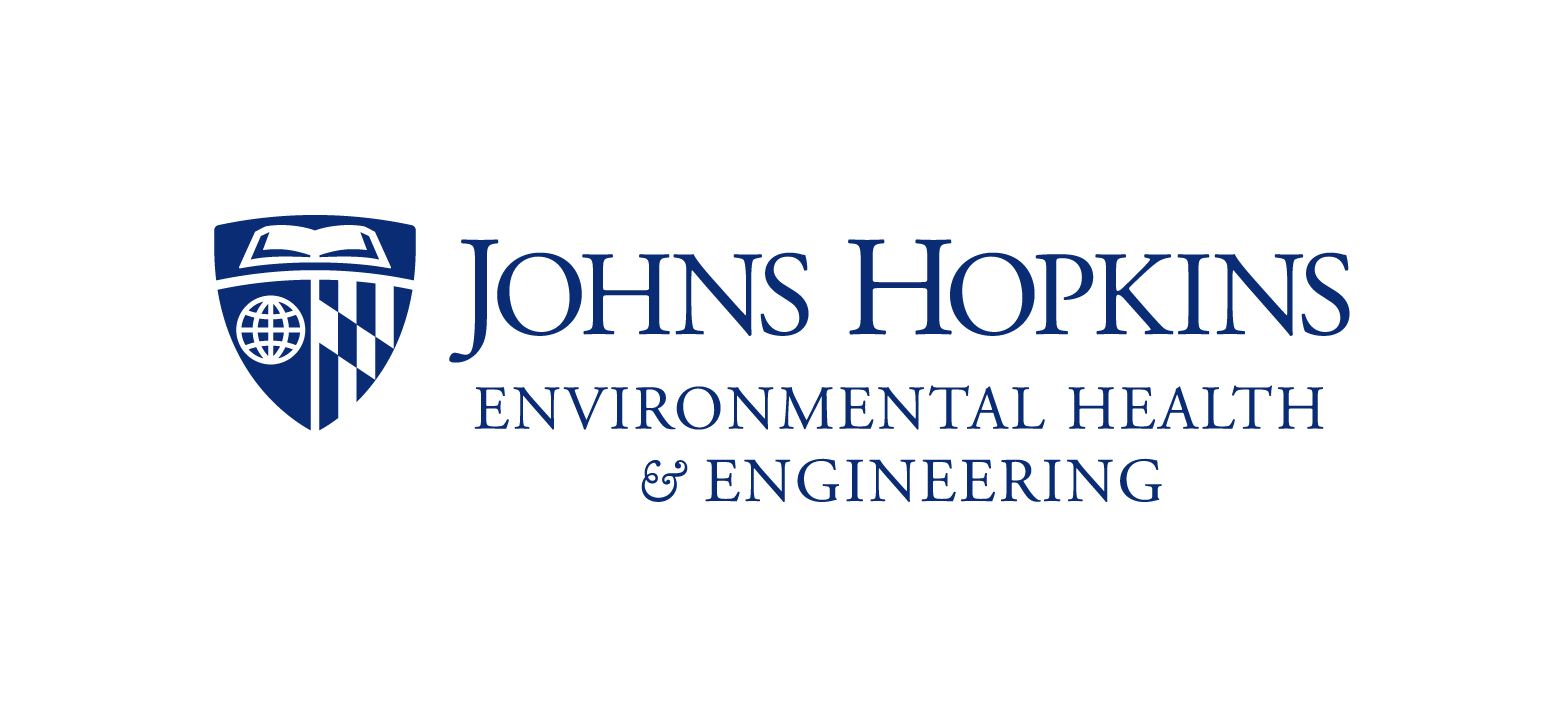 JOHNS HOPKINS
ENVIRONMENTAL HEALTH
& ENGINEERING